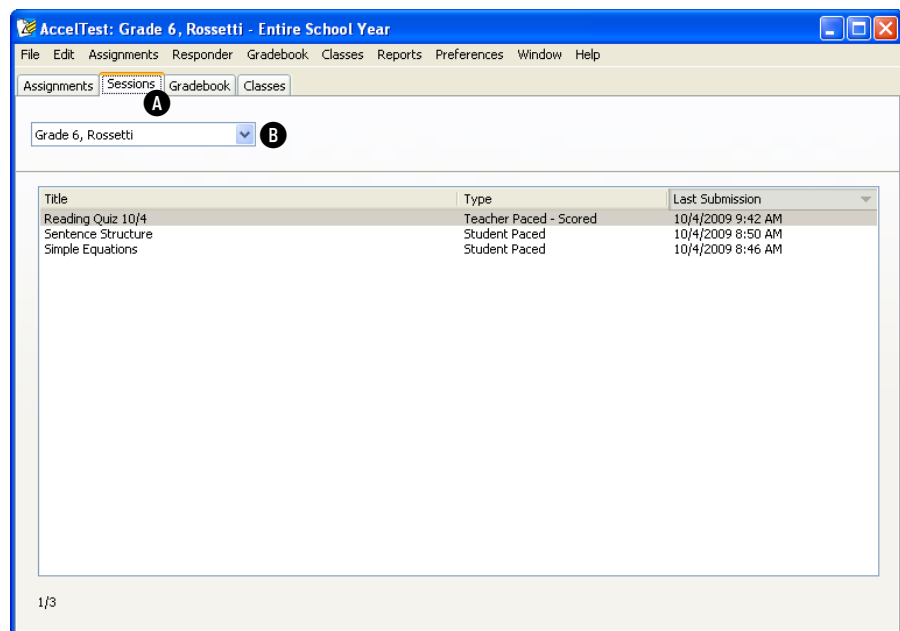 AccelTest: Grade 6, Rossetti - Entire School Year
File Edit Assignments Responder Gradebook Classes Reports Preferences Window Help
Assignments Sessions Gradebook Classes
A
Grade 6, Rossetti B
Title Type Last Submission
Reading Quiz 10/4 Teacher Paced - Scored 10/4/2009 9:42 AM
Sentence Structure Student Paced 10/4/2009 8:50 AM
Simple Equations Student Paced 10/4/2009 8:46 AM
1/3